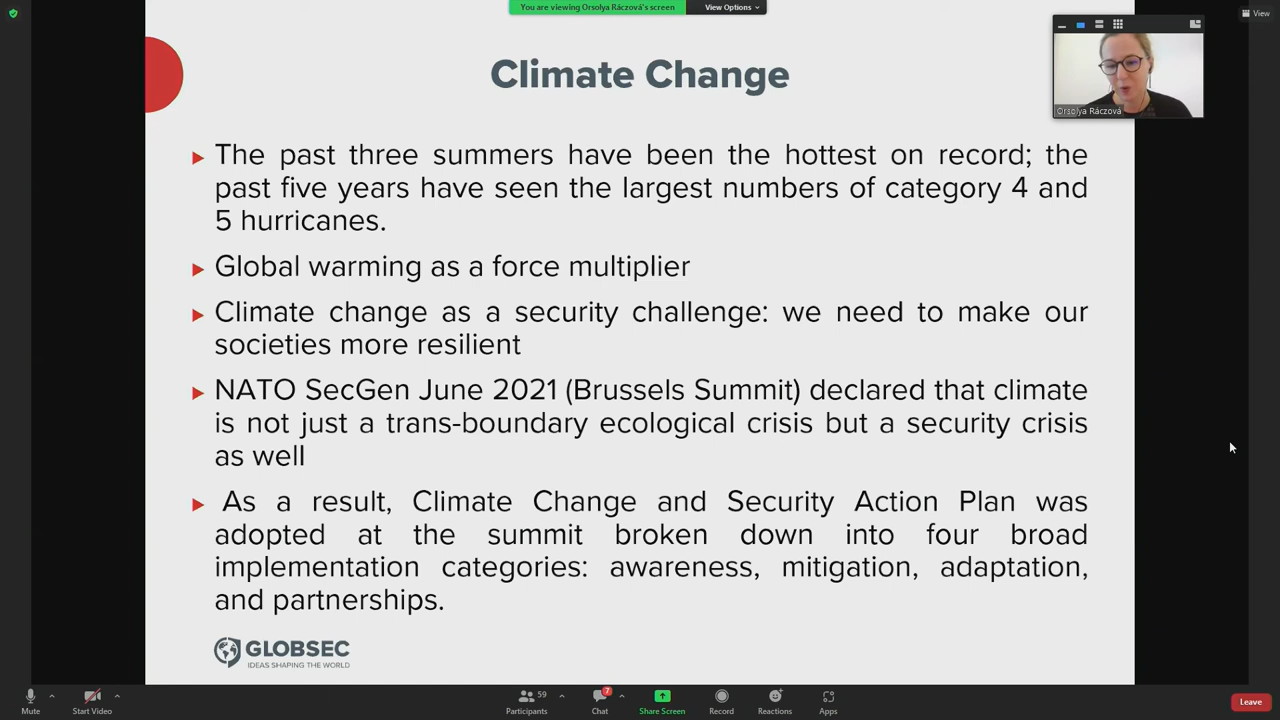 You are viewing Orsolya Ráczová's screen
View Options
View
Climate Change
Orsolya Ráczová
The past three summers have been the hottest on record; the
past five years have seen the largest numbers of category 4 and
5 hurricanes.
Global warming as a force multiplier
Climate change as a security challenge: we need to make our
societies more resilient
NATO SecGen June 2021 (Brussels Summit) declared that climate
is not just a trans-boundary ecological crisis but a security crisis
as well
As a result, Climate Change and Security Action Plan was
adopted at the summit broken down into four broad
implementation categories: awareness, mitigation, adaptation,
and partnerships.
GLOBSEC
IDEAS SHAPING THE WORLD
Mute
Start Video
Participants
59
Chat
7
Share Screen
Record
Reactions
Apps
Leave